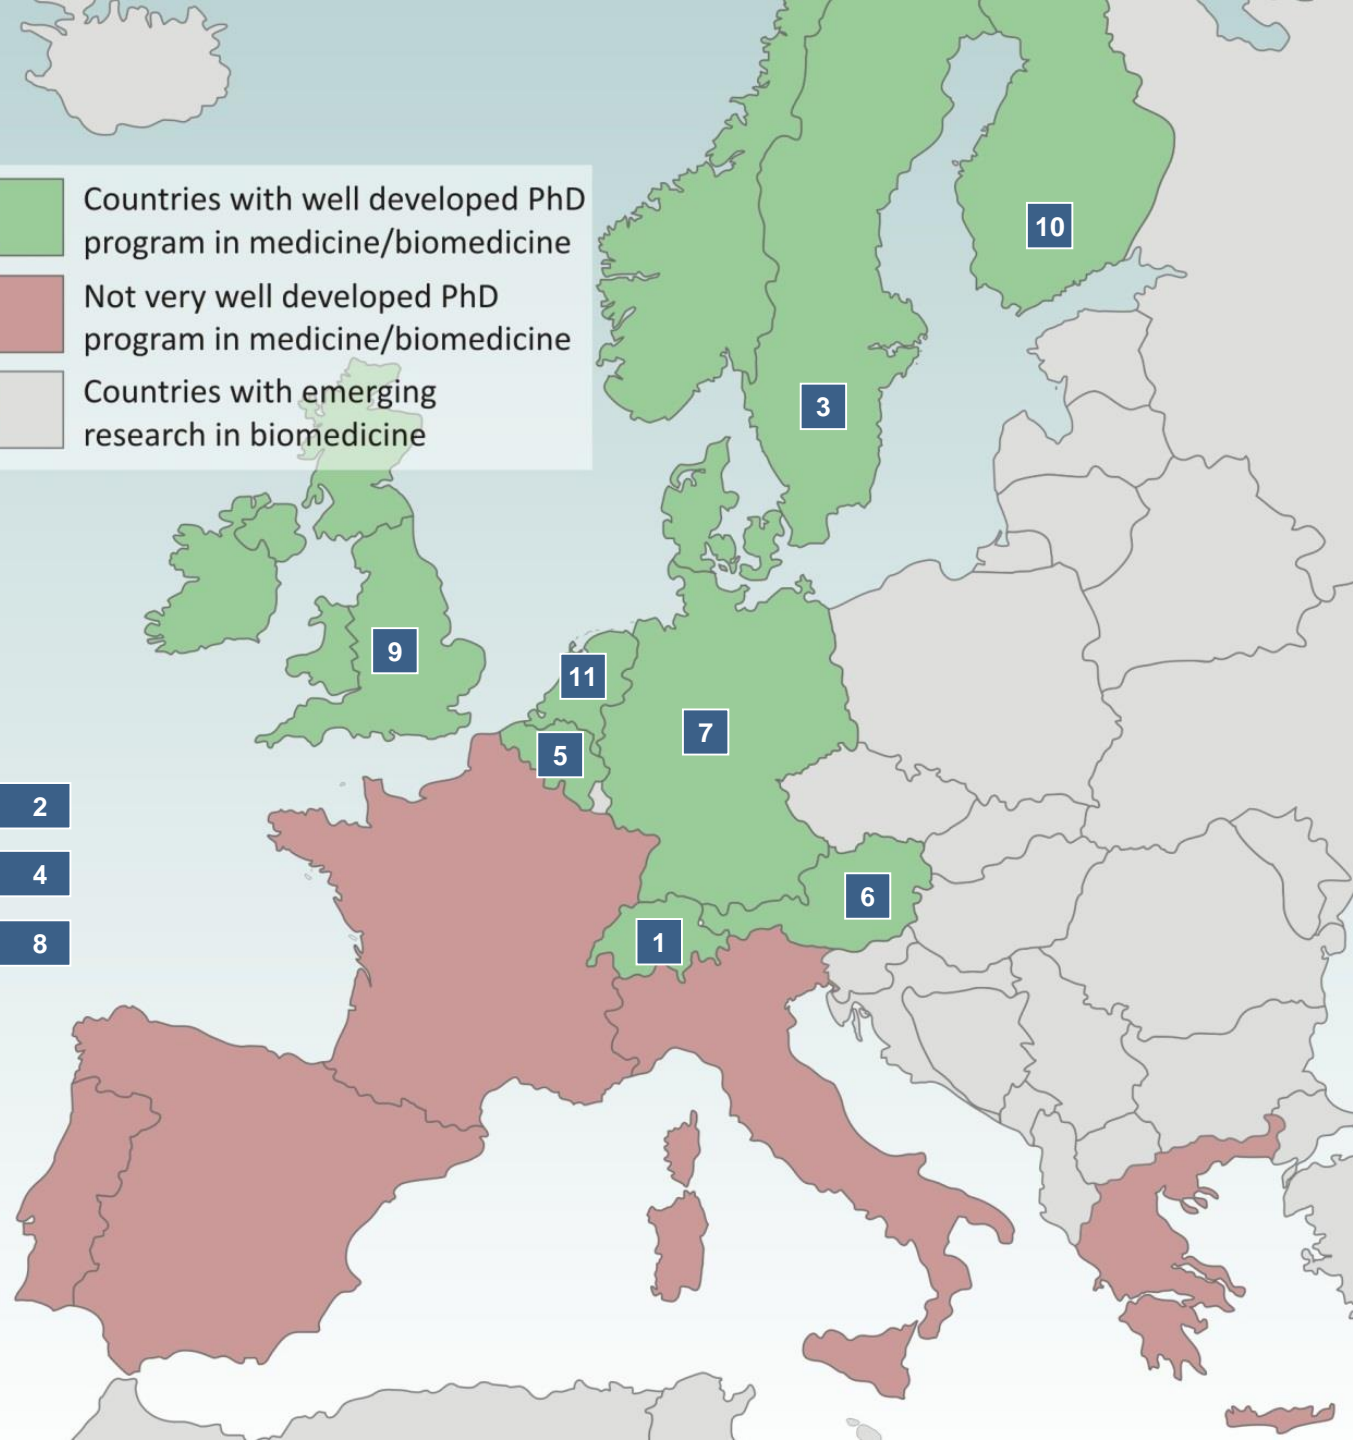 Countries with well developed PhD
program in medicine/biomedicine
Not very well developed PhD
program in medicine/biomedicine
Countries with emerging
research in biomedicine
10
3
9
11
7
5
2
4
6
8
1